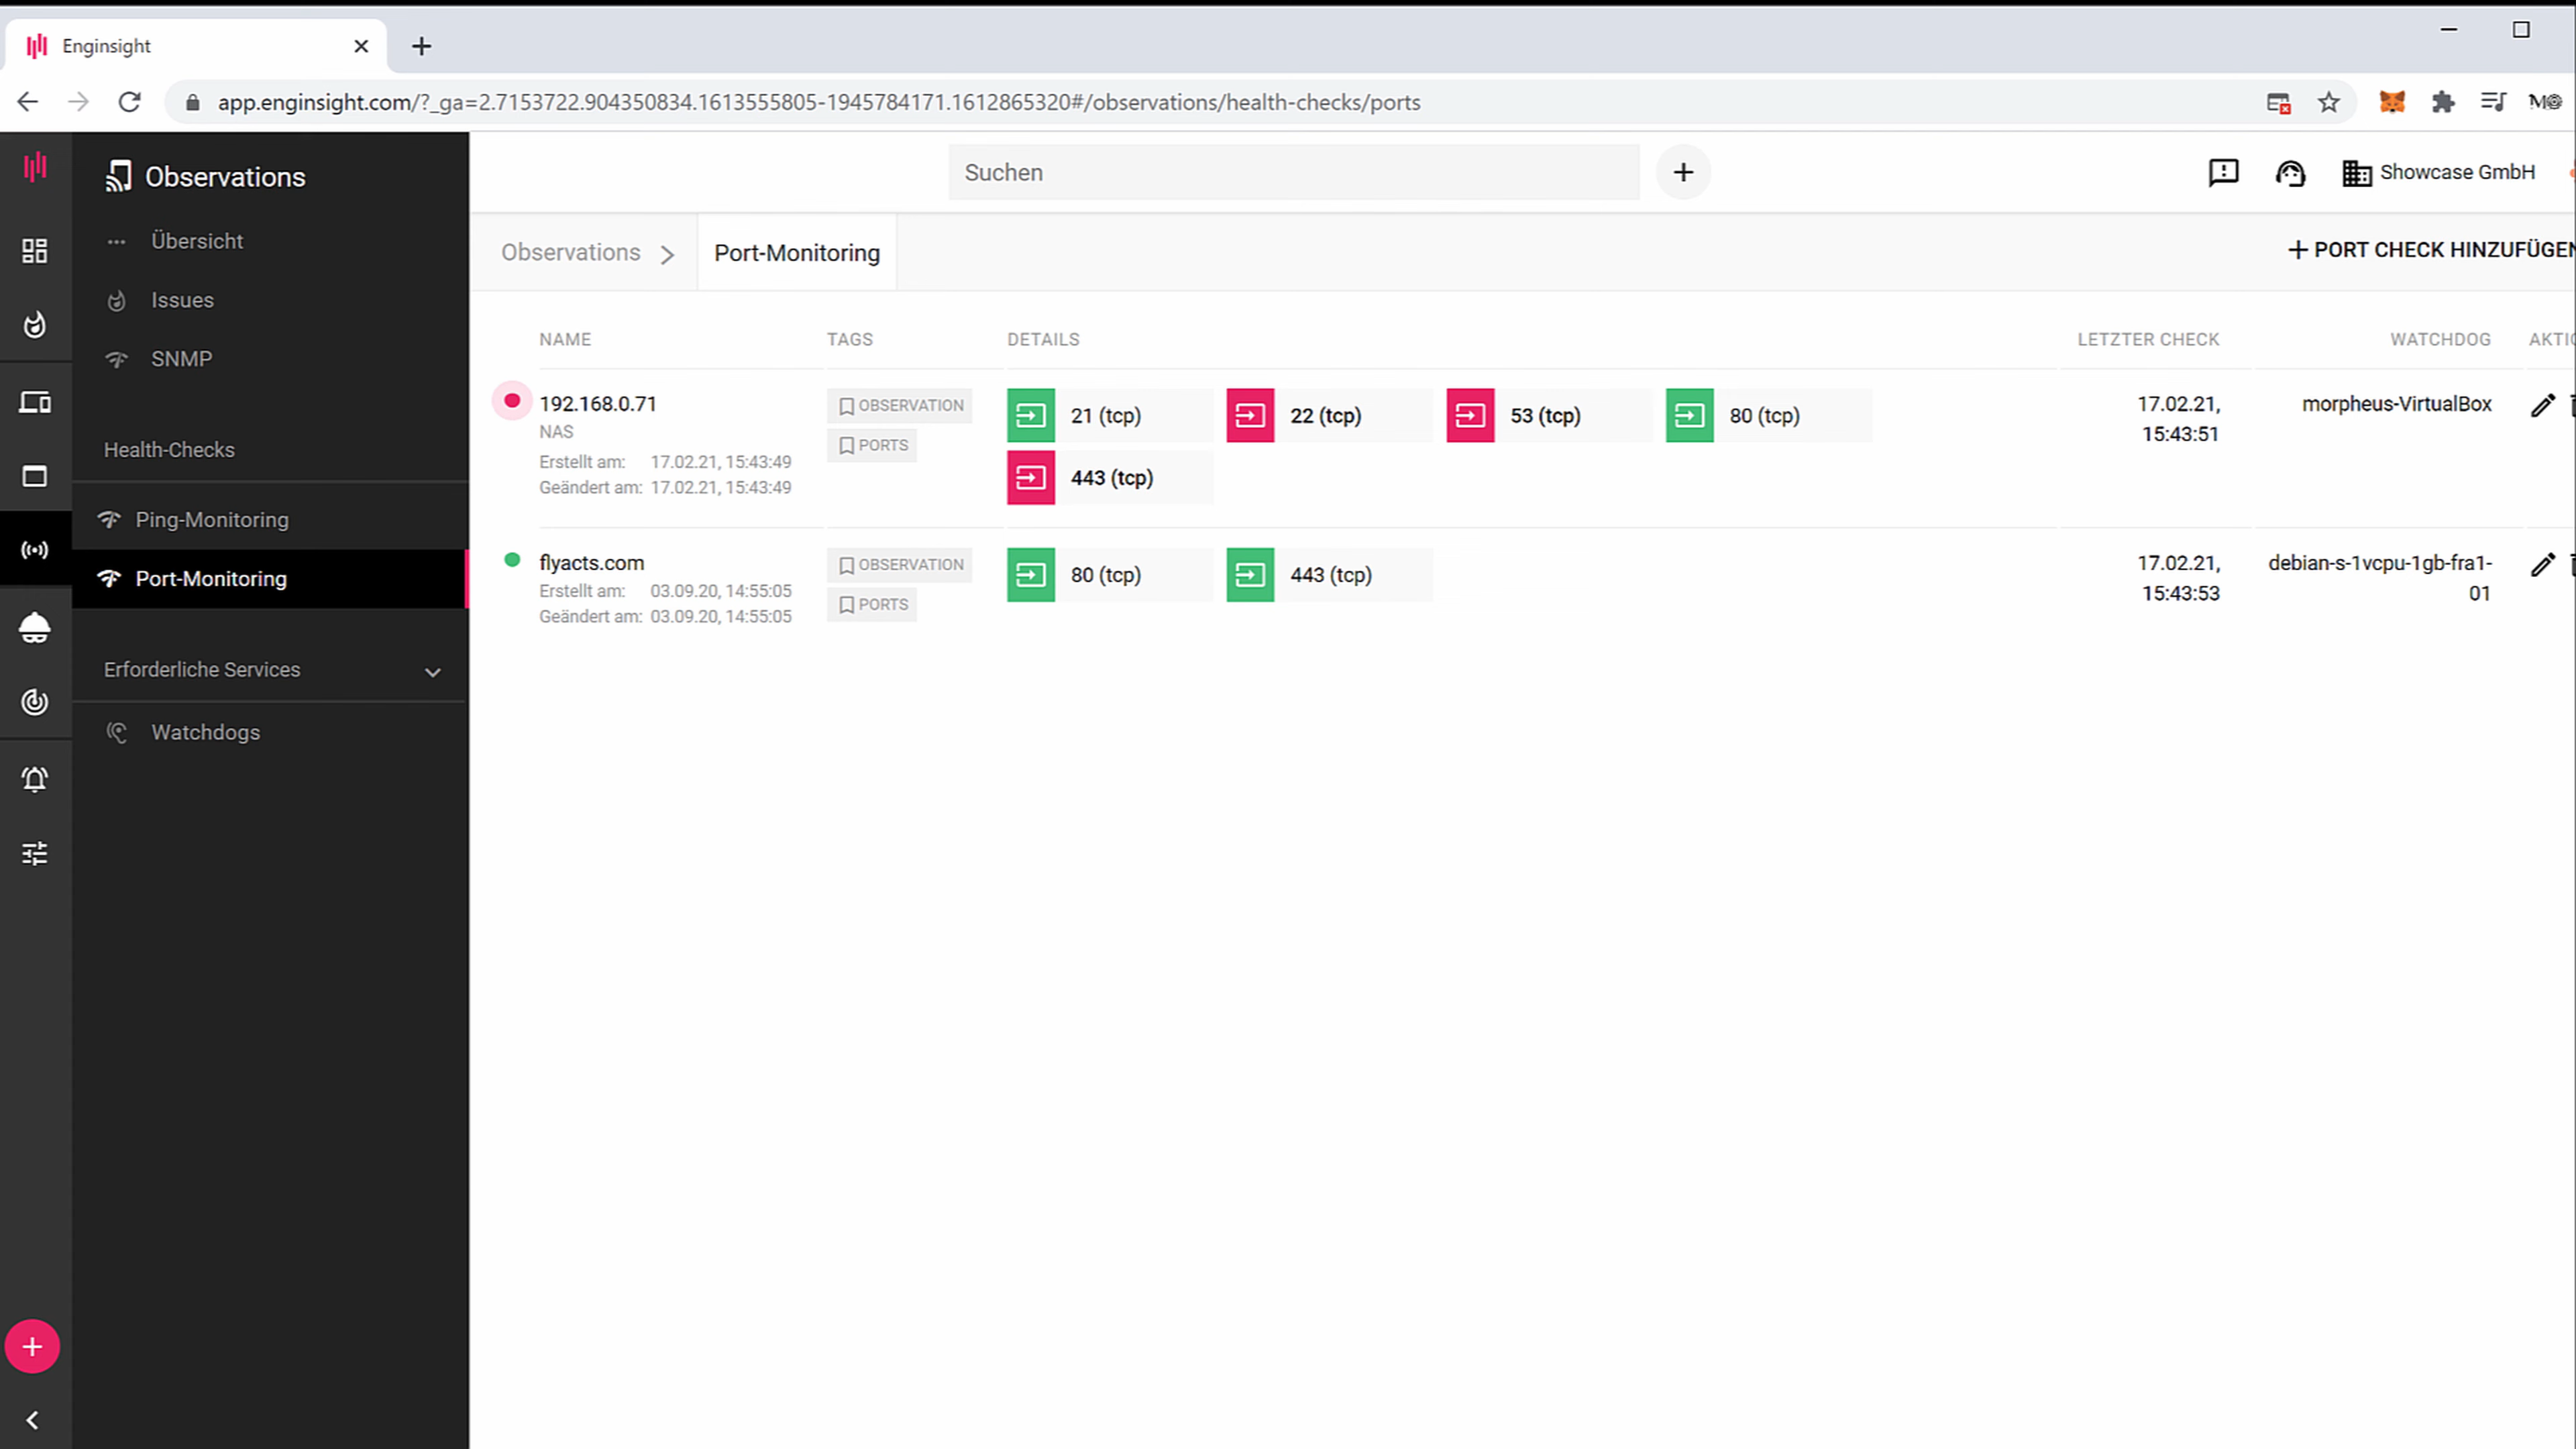 Enginsight
app.enginsight.com/?_ga=2.7153722.904350834.1613555805-1945784171.1612865320#/observations/health-checks/ports
Observations
Übersicht
Issues
SNMP
Health-Checks
Ping-Monitoring
Port-Monitoring
Erforderliche Services
Watchdogs
Suchen
Showcase GmbH
Observations
Port-Monitoring
PORT CHECK HINZUFÜGEN
NAME TAGS DETAILS LETZTER CHECK WATCHDOG AKTIO
192.168.0.71
NAS
Erstellt am: 17.02.21, 15:43:49
Geändert am: 17.02.21, 15:43:49
OBSERVATION
PORTS
21 (tcp) 22 (tcp) 53 (tcp) 80 (tcp)
443 (tcp)
17.02.21,
15:43:51
morpheus-VirtualBox
flyacts.com
Erstellt am: 03.09.20, 14:55:05
Geändert am: 03.09.20, 14:55:05
OBSERVATION
PORTS
80 (tcp) 443 (tcp)
17.02.21,
15:43:53
debian-s-1vcpu-1gb-fra1-
01